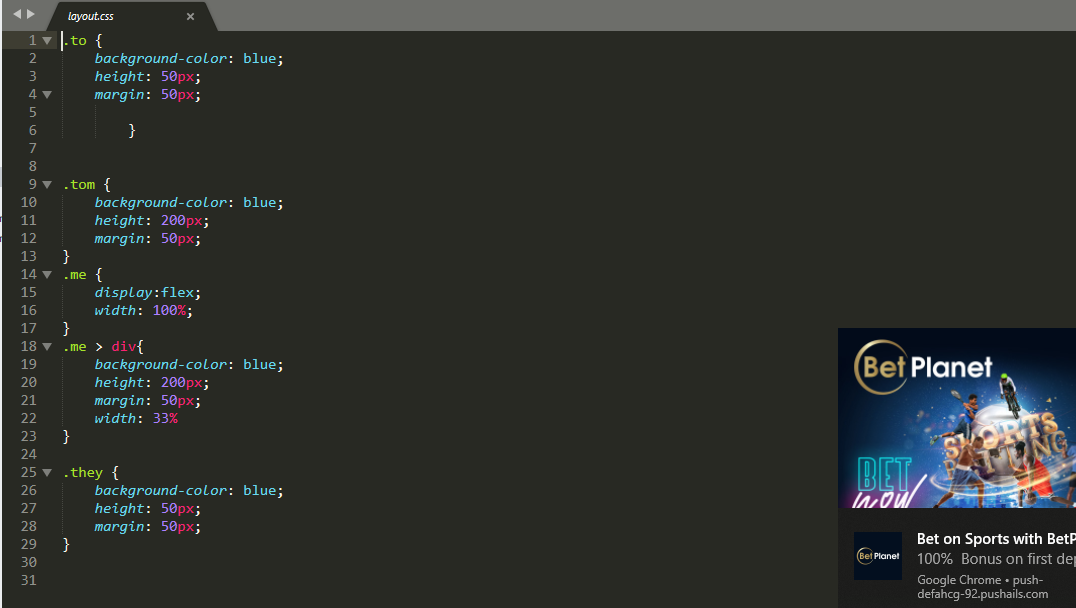 layout.css ×
1 .to {
2 background-color: blue;
3 height: 50px;
4 margin: 50px;
5
6 }
7
8
9 .tom {
10 background-color: blue;
11 height: 200px;
12 margin: 50px;
13 }
14 .me {
15 display:flex;
16 width: 100%;
17 }
18 .me > div{
19 background-color: blue;
20 height: 200px;
21 margin: 50px;
22 width: 33%
23 }
24
25 .they {
26 background-color: blue;
27 height: 50px;
28 margin: 50px;
29 }
30
31
Bet Planet
SPORTS
BETTING
BET
NOW
Bet on Sports with BetP
BetPlanet
100% Bonus on first dep
Google Chrome • push-
defahcg-92.pushails.com